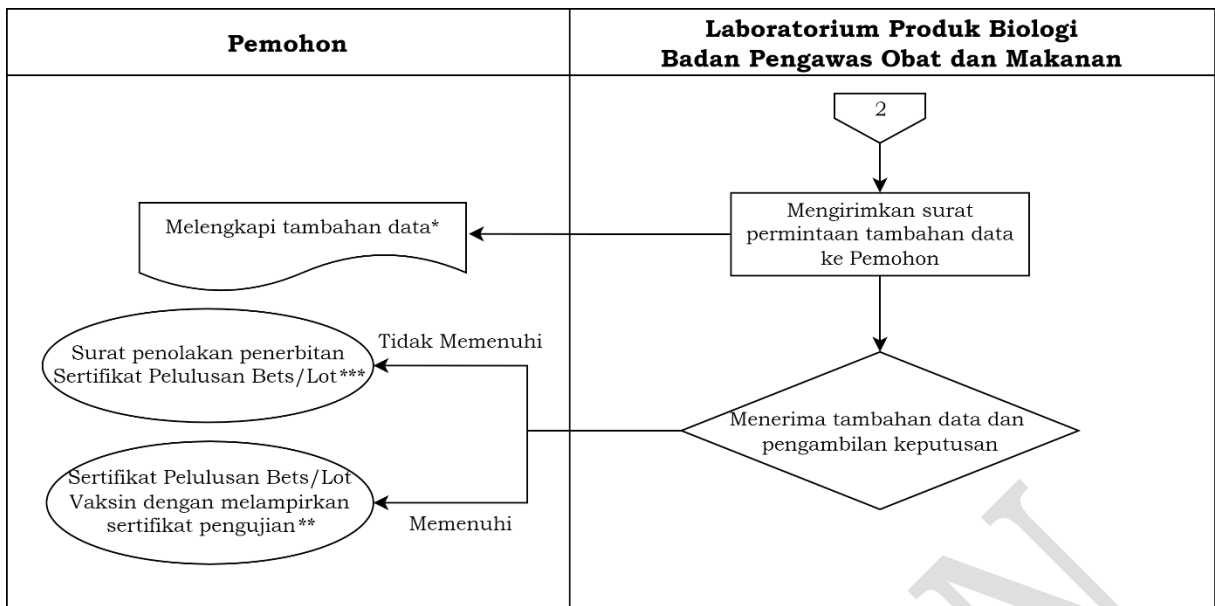 Pemohon
Laboratorium Produk Biologi
Badan Pengawas Obat dan Makanan
2
Mengirimkan surat
permintaan tambahan data
ke Pemohon
Melengkapi tambahan data*
Tidak Memenuhi
Surat penolakan penerbitan
Sertifikat Pelulusan Bets/Lot***
Menerima tambahan data dan
pengambilan keputusan
Sertifikat Pelulusan Bets/Lot
Vaksin dengan melampirkan
sertifikat pengujian**
Memenuhi